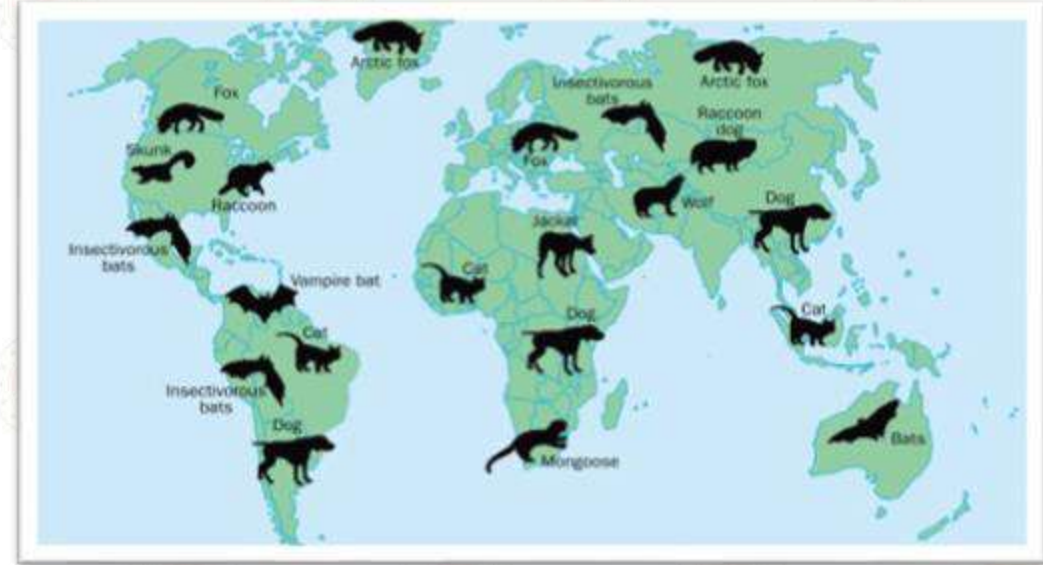 Arctic fox
Arctic fox
Fox
Insectivorous
bats
Raccoon
dog
Skunk
Fox
Raccoon
Wolf
Dog
Jackal
Insectivorous
bats
Cat
Vampire bat
Cat
Dog
Cat
Insectivorous
bats
Dog
Mongoose
Bats